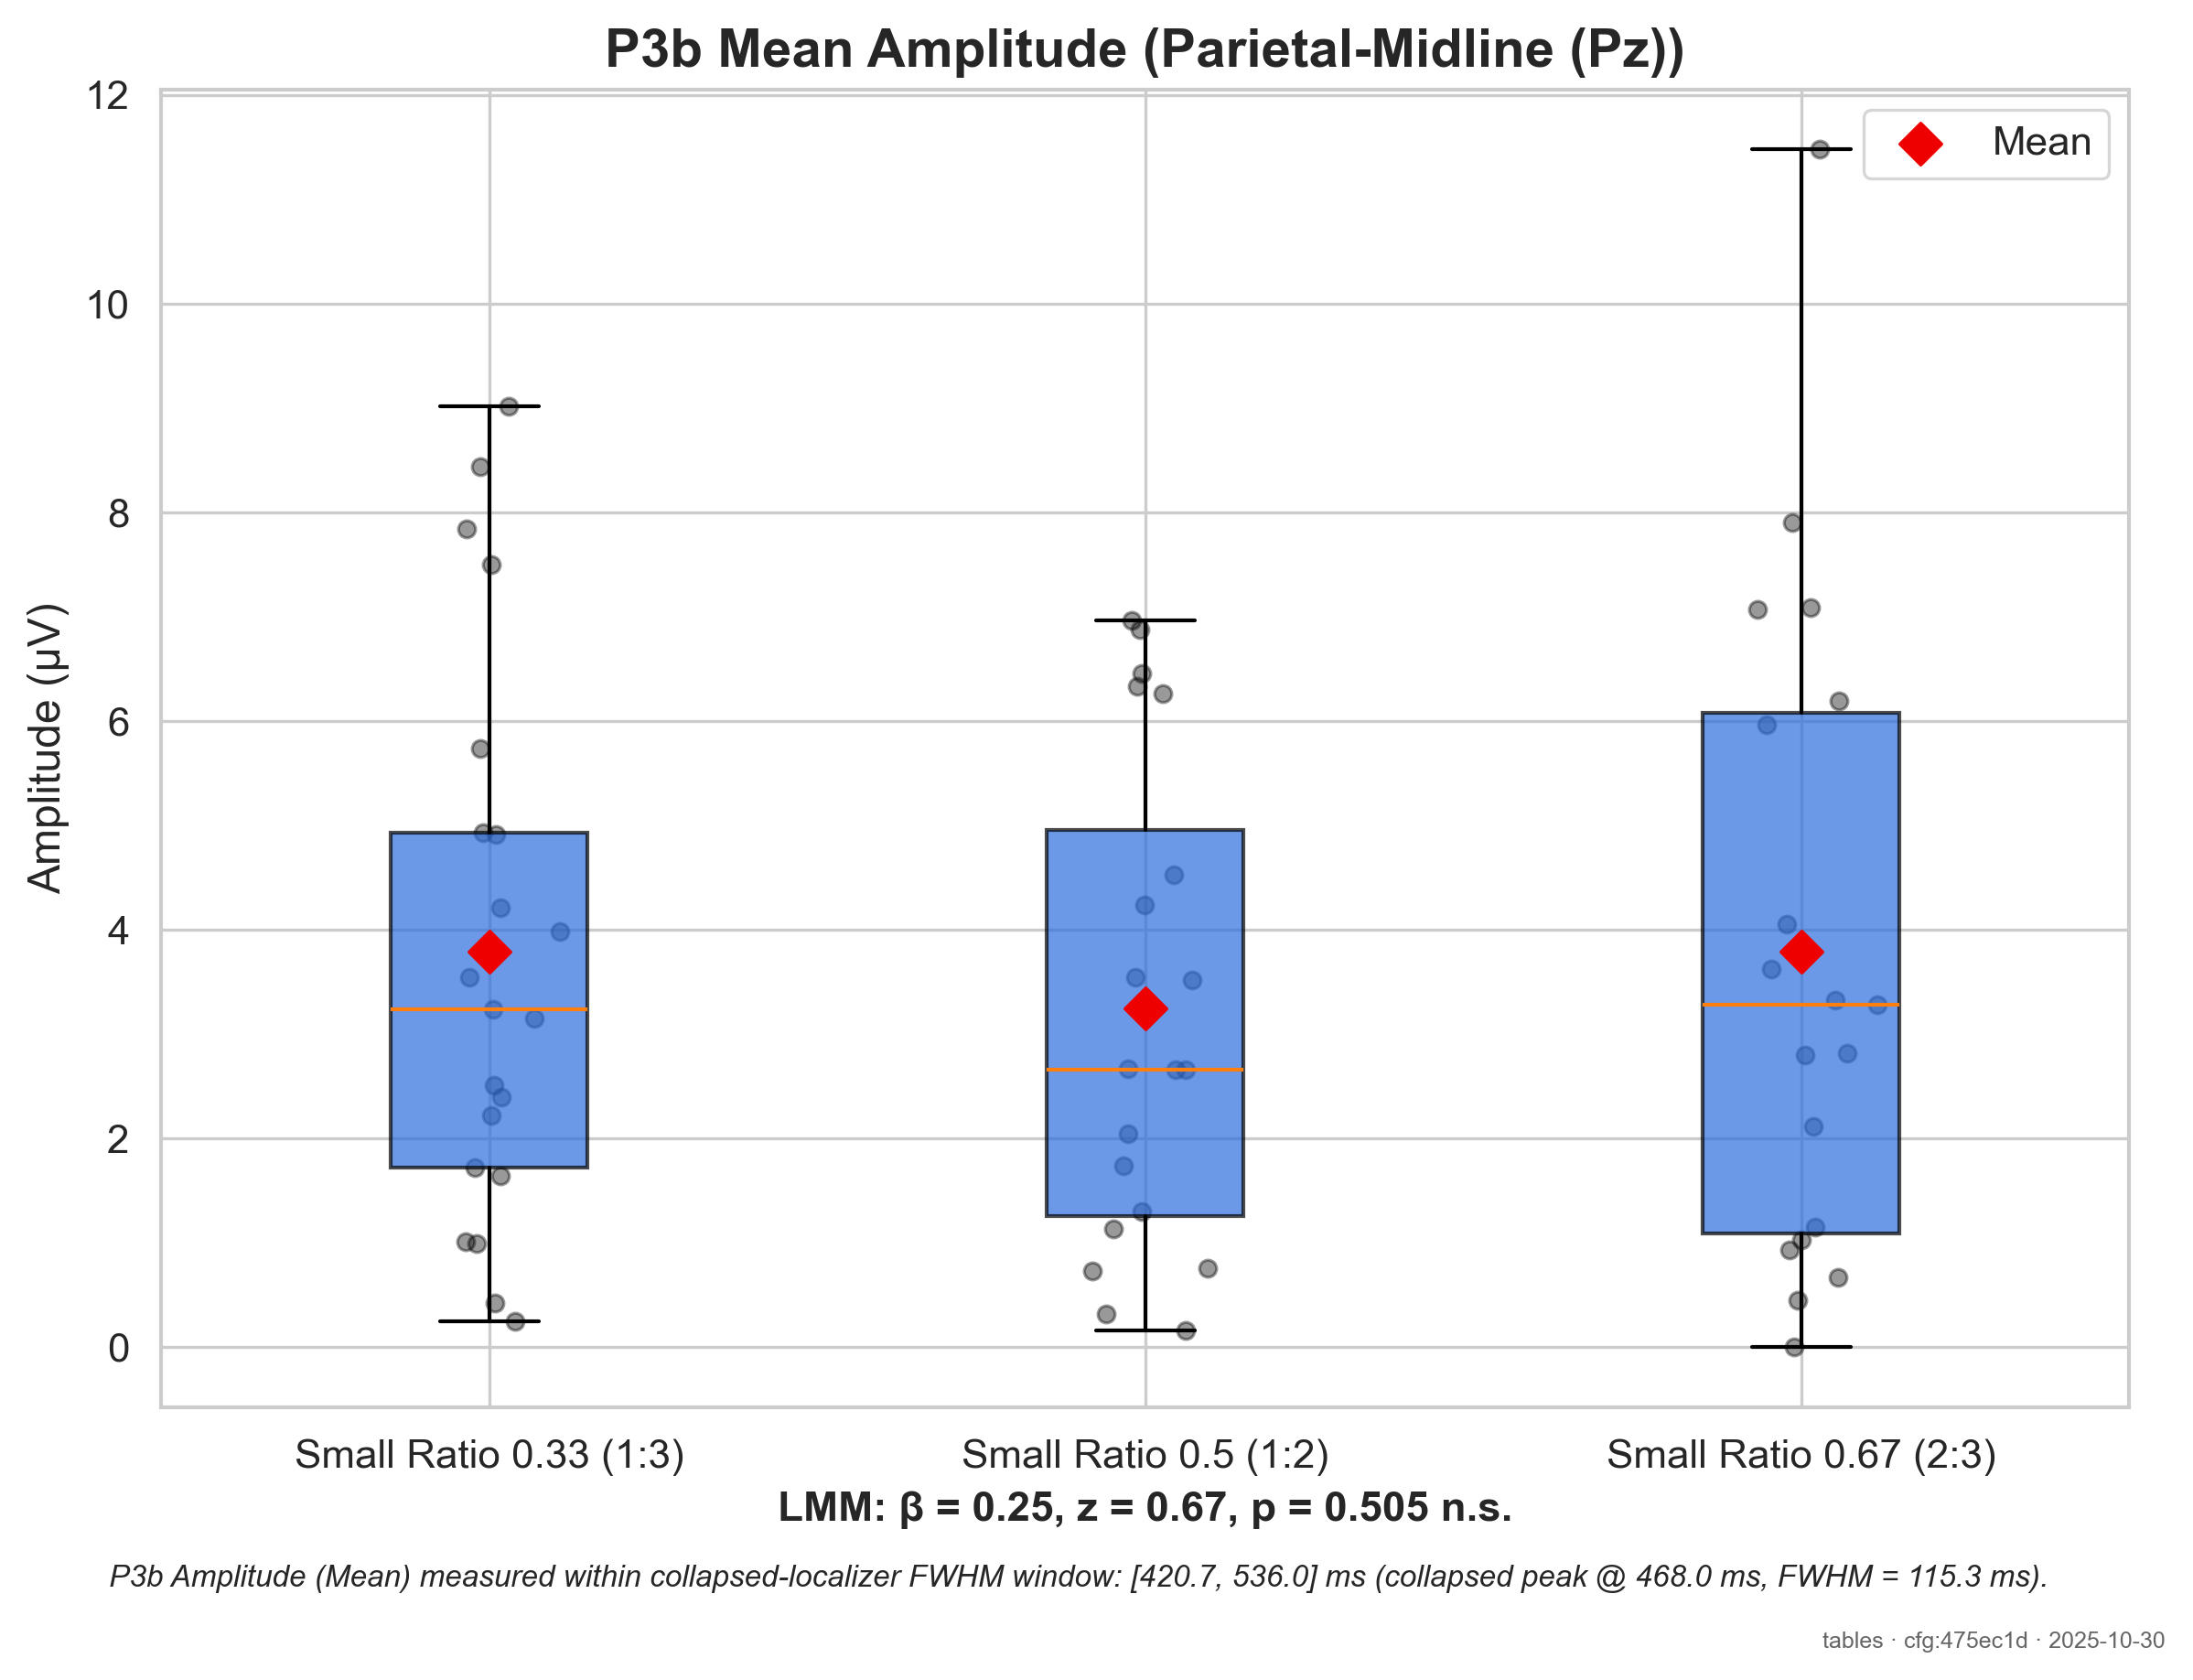 P3b Mean Amplitude (Parietal-Midline (Pz))
Mean
Amplitude (μV)
12
10
8
6
4
2
0
Small Ratio 0.33 (1:3)
Small Ratio 0.5 (1:2)
Small Ratio 0.67 (2:3)
LMM: β = 0.25, z = 0.67, p = 0.505 n.s.
P3b Amplitude (Mean) measured within collapsed-localizer FWHM window: [420.7, 536.0] ms (collapsed peak @ 468.0 ms, FWHM = 115.3 ms).
tables · cfg:475ec1d · 2025-10-30